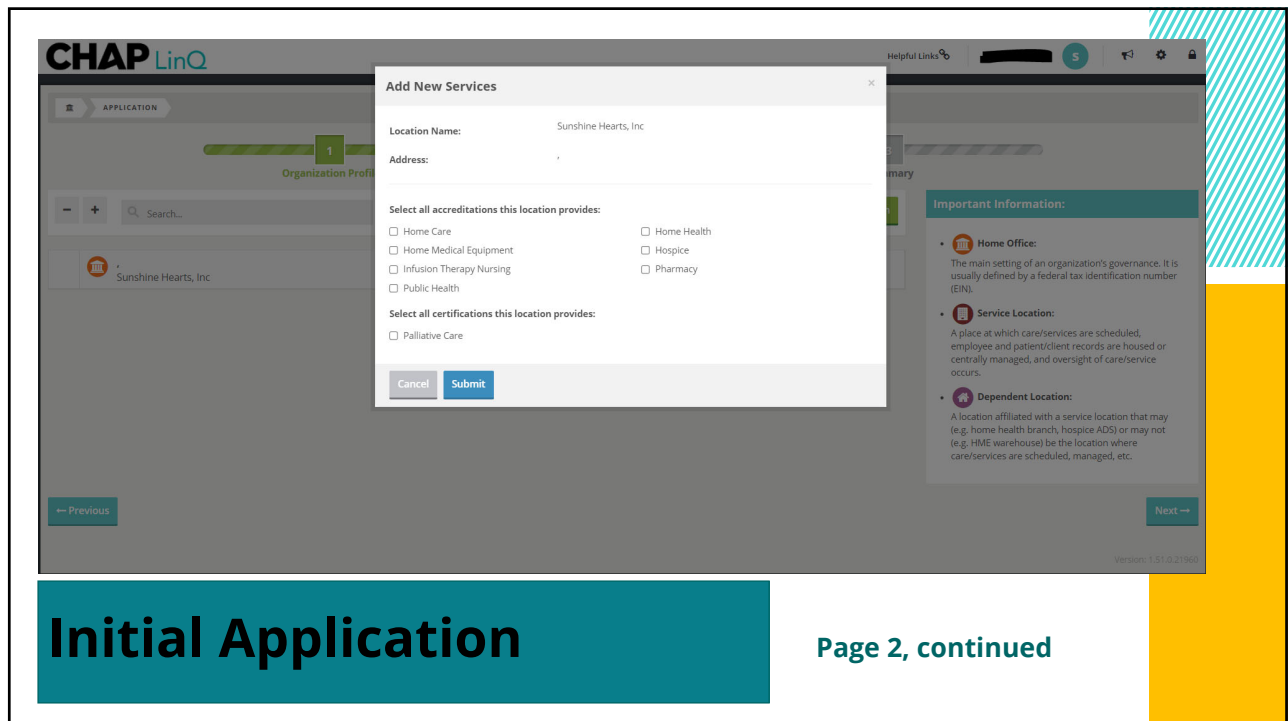 CHAP LinQ
Helpful Links
S
APPLICATION
1
Organization Profil
mary
Search...
,
Sunshine Hearts, Inc
Add New Services
×
Location Name: Sunshine Hearts, Inc
Address: ,
Select all accreditations this location provides:
Home Care Home Health
Home Medical Equipment Hospice
Infusion Therapy Nursing Pharmacy
Public Health
Select all certifications this location provides:
Palliative Care
Cancel Submit
Important Information:
• Home Office:
The main setting of an organization's governance. It is
usually defined by a federal tax identification number
(EIN).
• Service Location:
A place at which care/services are scheduled,
employee and patient/client records are housed or
centrally managed, and oversight of care/service
occurs.
• Dependent Location:
A location affiliated with a service location that may
(e.g. home health branch, hospice ADS) or may not
(e.g. HME warehouse) be the location where
care/services are scheduled, managed, etc.
← Previous
Next →
Version: 1.51.0.21960
Initial Application
Page 2, continued